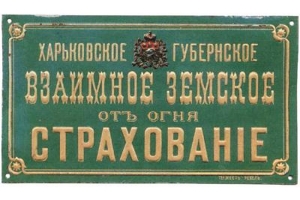 ХАРЬКОВСКОЕ ГУБЕРНСКОЕ
ВЗАИМНОЕ ЗЕМСКОЕ
ОТЪ ОГНЯ
СТРАХОВАНІЕ